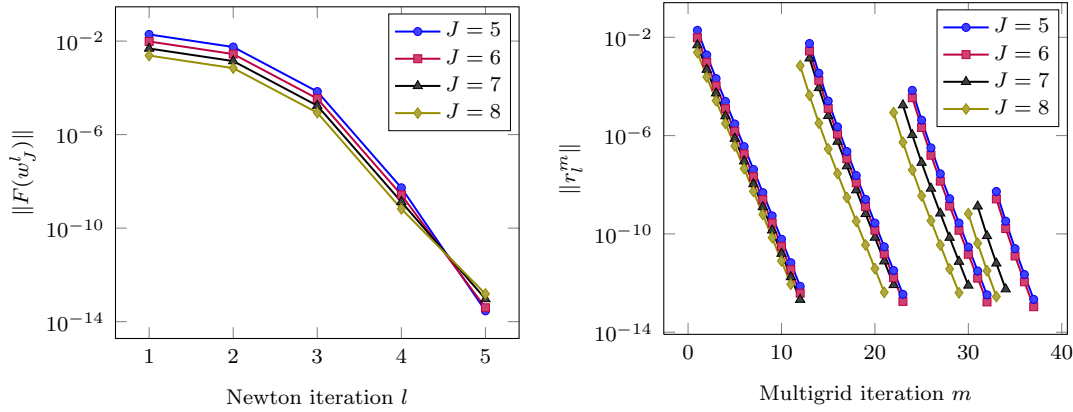 10^{-2}
10^{-6}
10^{-10}
10^{-14}
‖F(w_J^l)‖
1 2 3 4 5
Newton iteration l
J = 5
J = 6
J = 7
J = 8
10^{-2}
10^{-6}
10^{-10}
10^{-14}
‖r_l^m‖
0 10 20 30 40
Multigrid iteration m
J = 5
J = 6
J = 7
J = 8